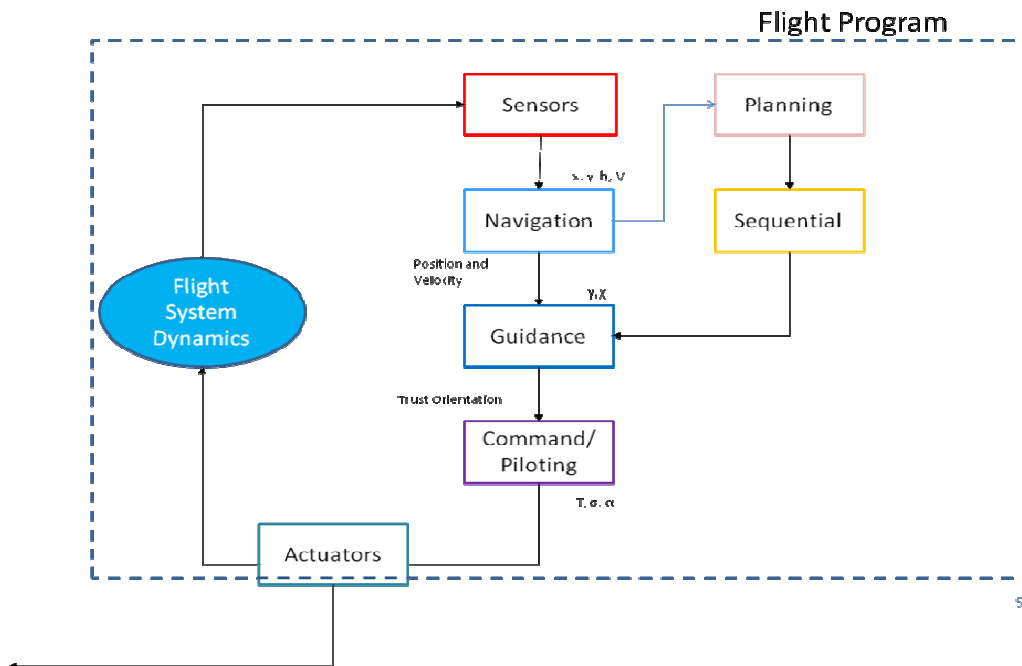 Flight Program
Sensors
Planning
x, y, h, V
Navigation
Sequential
Position and
Velocity
γ,χ
Flight
System
Dynamics
Guidance
Trust Orientation
Command/
Piloting
T, σ, α
Actuators
5